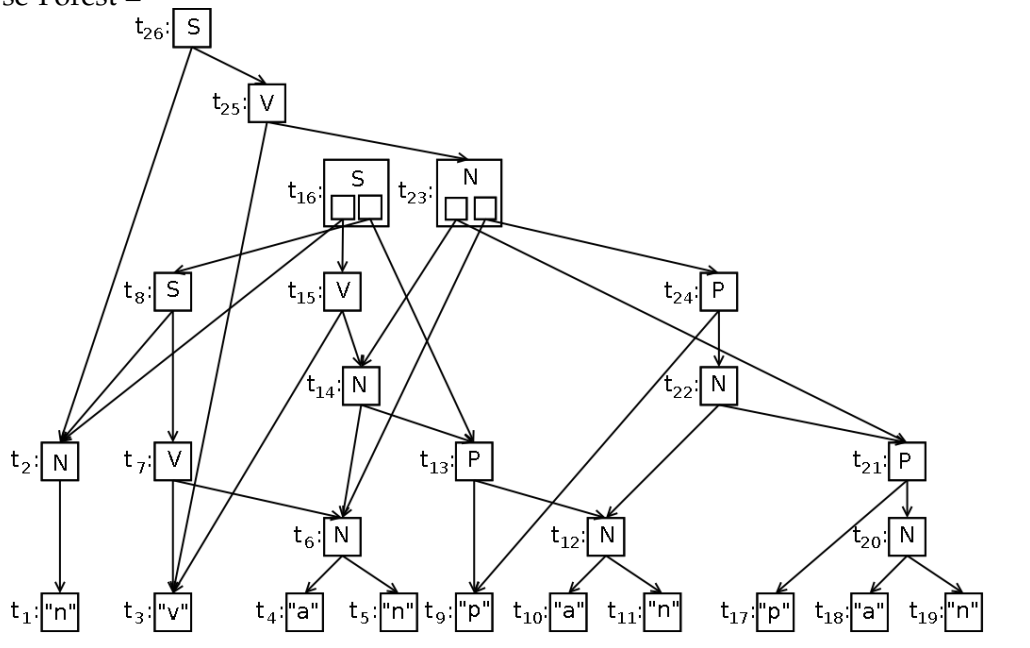 se Forest =
t26: S
t25: V
t16: S t23: N
t8: S t15: V t24: P
t14: N t22: N
t2: N t7: V t13: P t21: P
t6: N t12: N t20: N
t1: "n" t3: "v" t4: "a" t5: "n" t9: "p" t10: "a" t11: "n" t17: "p" t18: "a" t19: "n"